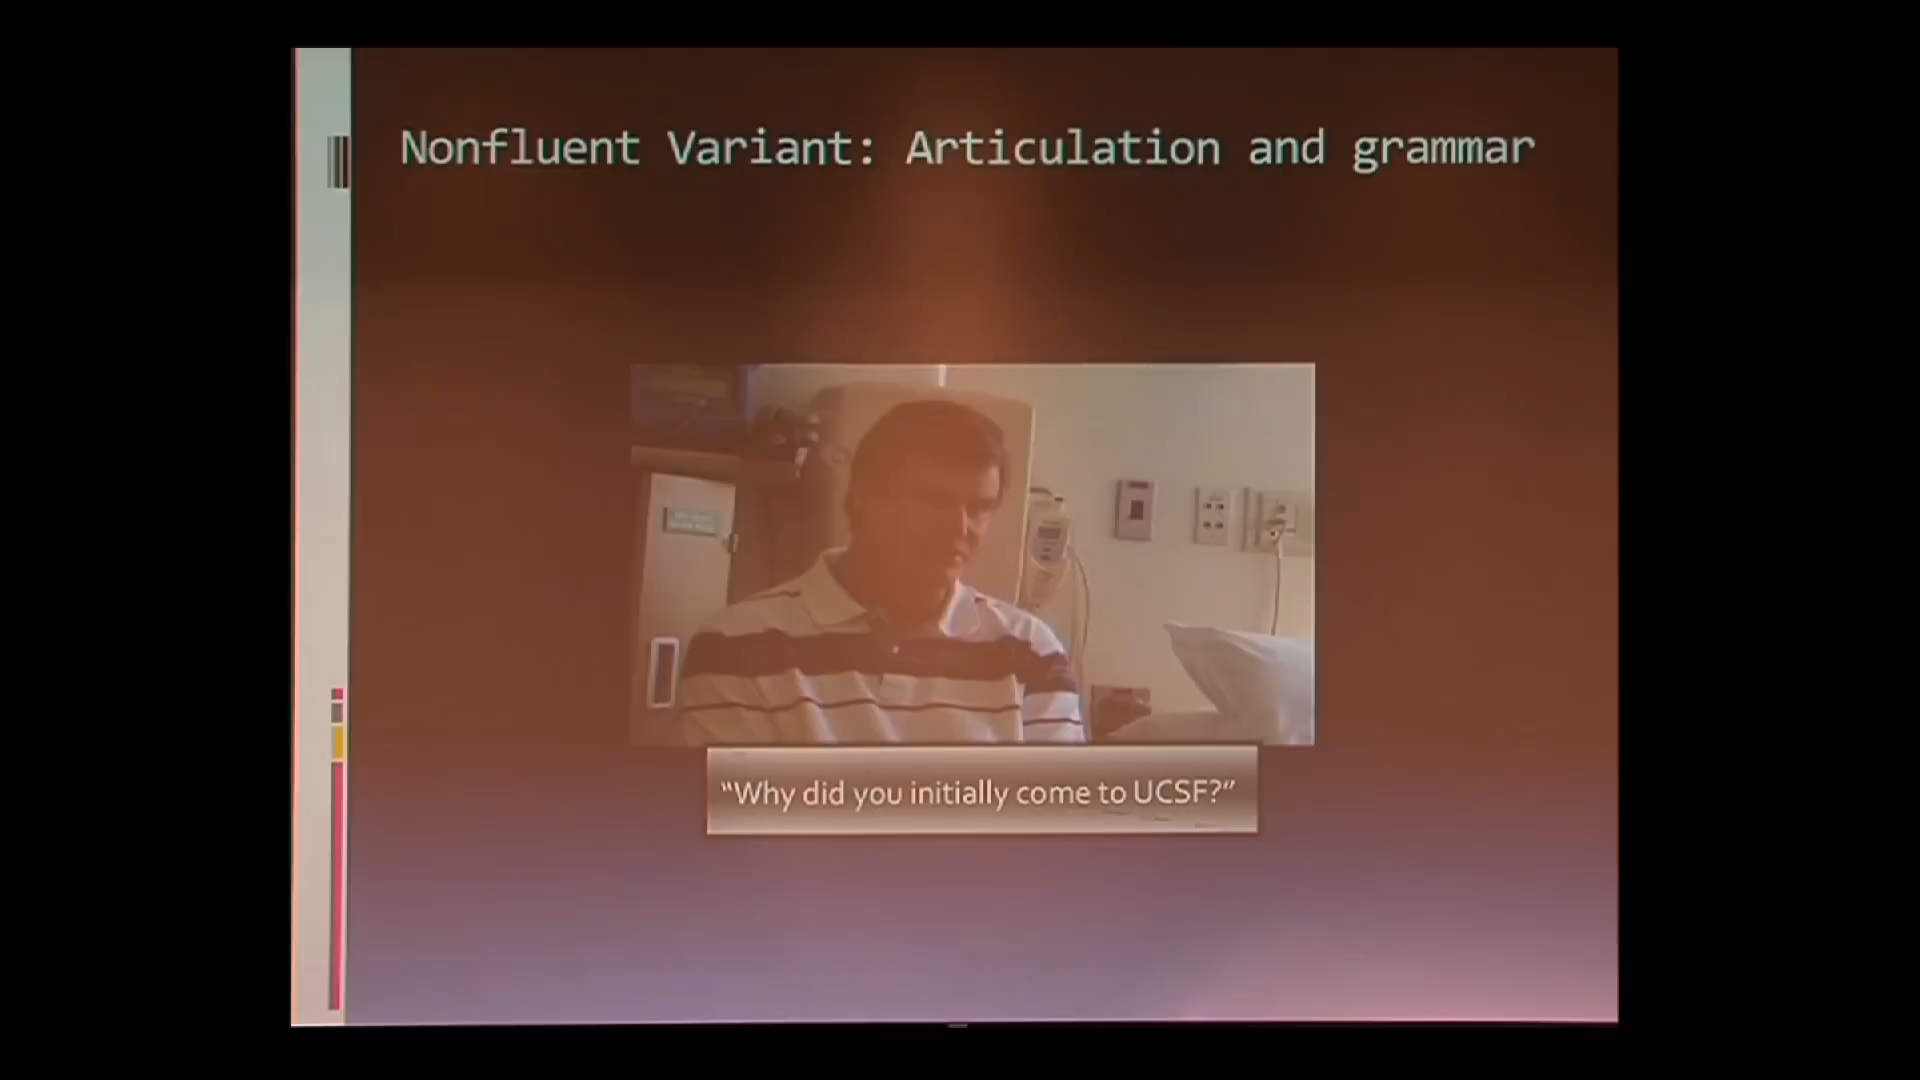 Nonfluent Variant: Articulation and grammar
“Why did you initially come to UCSF?”